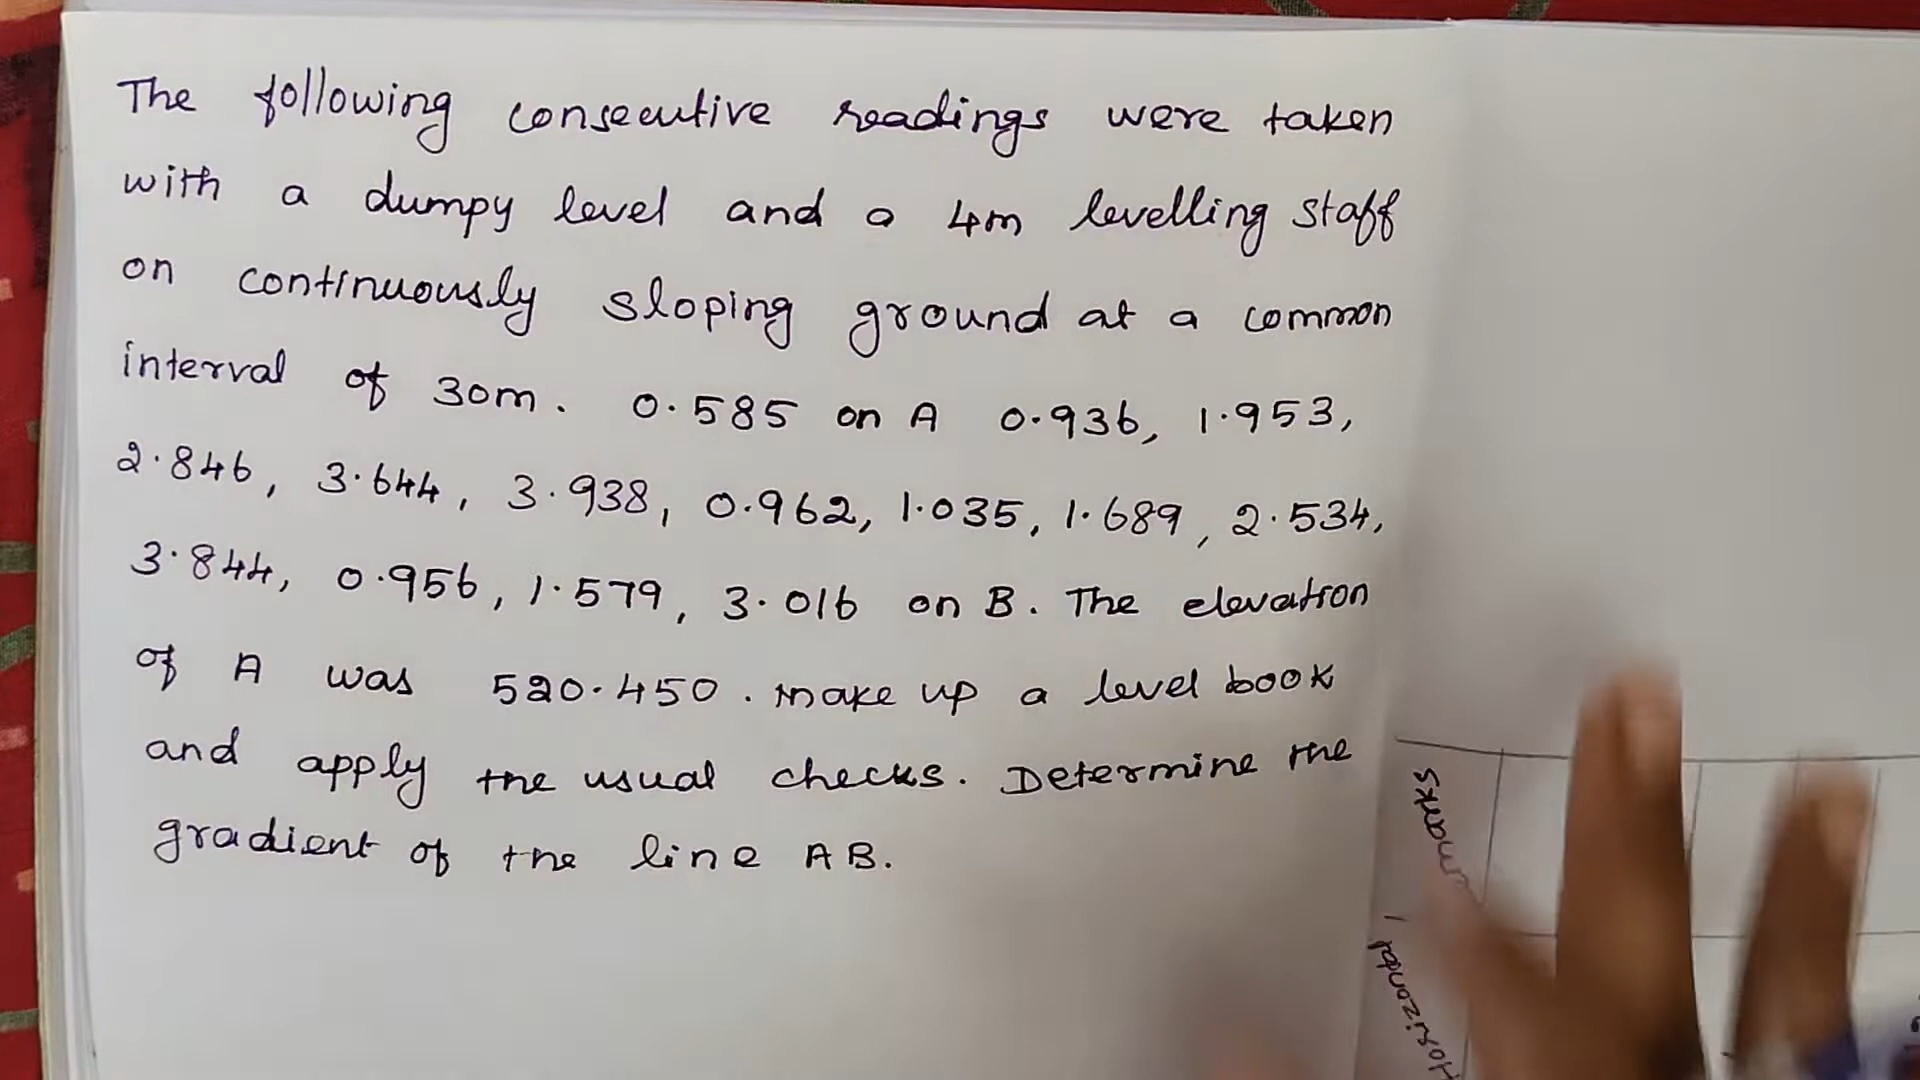 The following consecutive readings were taken
with a dumpy level and a 4m levelling staff
on continuously sloping ground at a common
interval of 30m. 0.585 on A 0.936, 1.953,
2.846, 3.644, 3.938, 0.962, 1.035, 1.689, 2.534,
3.844, 0.956, 1.579, 3.016 on B. The elevation
of A was 520.450. Make up a level book
and apply the usual checks. Determine the
gradient of the line AB.